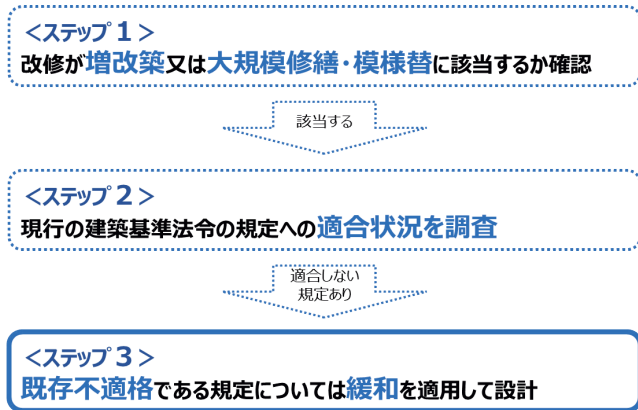 ＜ステップ１＞
改修が増改築又は大規模修繕・模様替に該当するか確認
該当する
＜ステップ２＞
現行の建築基準法令の規定への適合状況を調査
適合しない
規定あり
＜ステップ３＞
既存不適格である規定については緩和を適用して設計